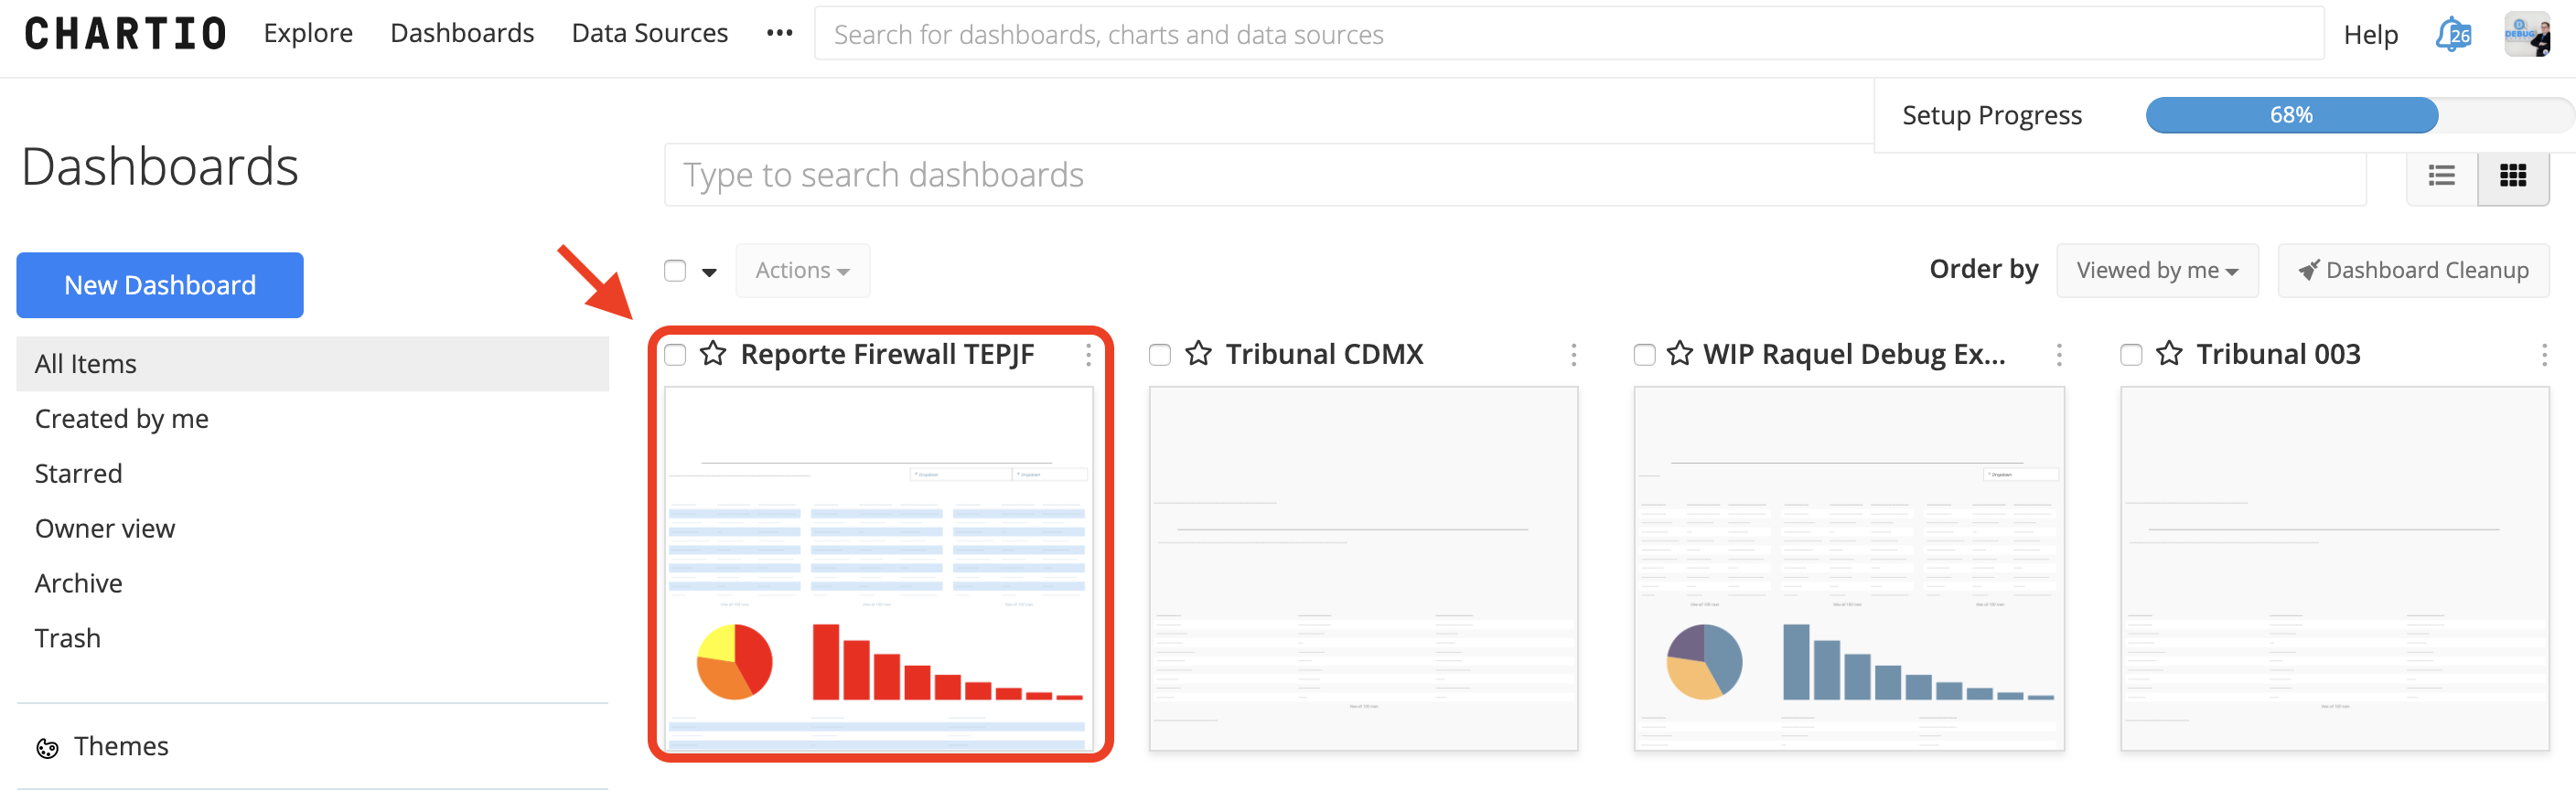 CHARTIO Explore Dashboards Data Sources ••• Search for dashboards, charts and data sources Help 26
DEBUG
Setup Progress 68%
Dashboards
Type to search dashboards
Actions
Order by Viewed by me Dashboard Cleanup
New Dashboard
All Items
Created by me
Starred
Owner view
Archive
Trash
Themes
Reporte Firewall TEPJF
Tribunal CDMX
WIP Raquel Debug Ex...
Tribunal 003